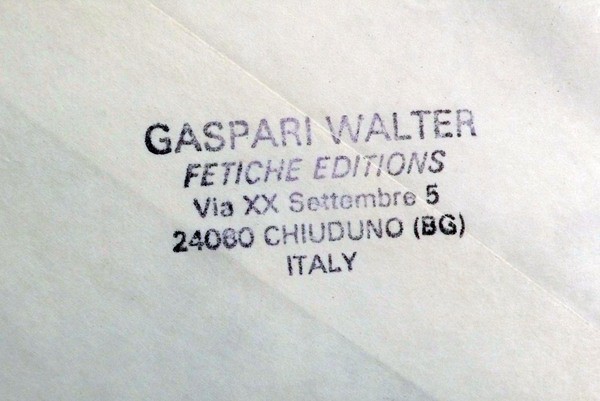 GASPARI WALTER
FETICHE EDITIONS
Via XX Settembre 5
24060 CHIUDUNO (BG)
ITALY